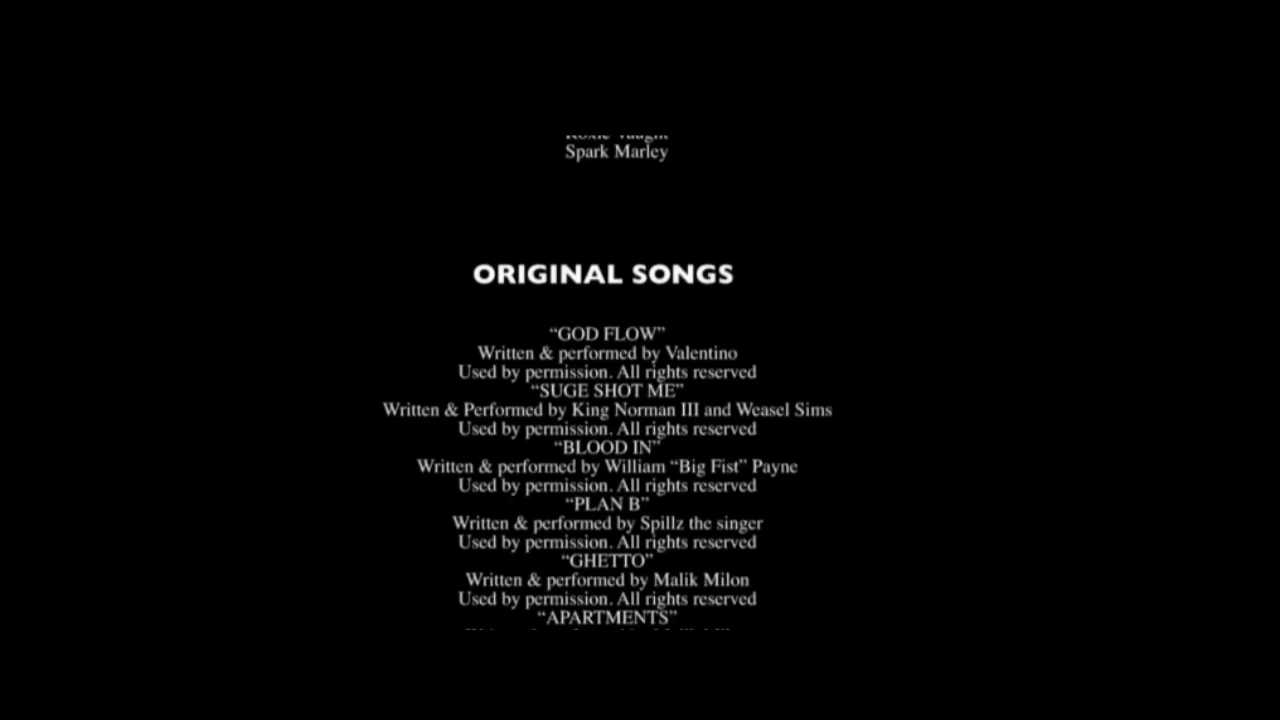 Spark Marley
ORIGINAL SONGS
“GOD FLOW”
Written & performed by Valentino
Used by permission. All rights reserved
“SUGE SHOT ME”
Written & Performed by King Norman III and Weasel Sims
Used by permission. All rights reserved
“BLOOD IN”
Written & performed by William “Big Fist” Payne
Used by permission. All rights reserved
“PLAN B”
Written & performed by Spillz the singer
Used by permission. All rights reserved
“GHETTO”
Written & performed by Malik Milon
Used by permission. All rights reserved
“APARTMENTS”